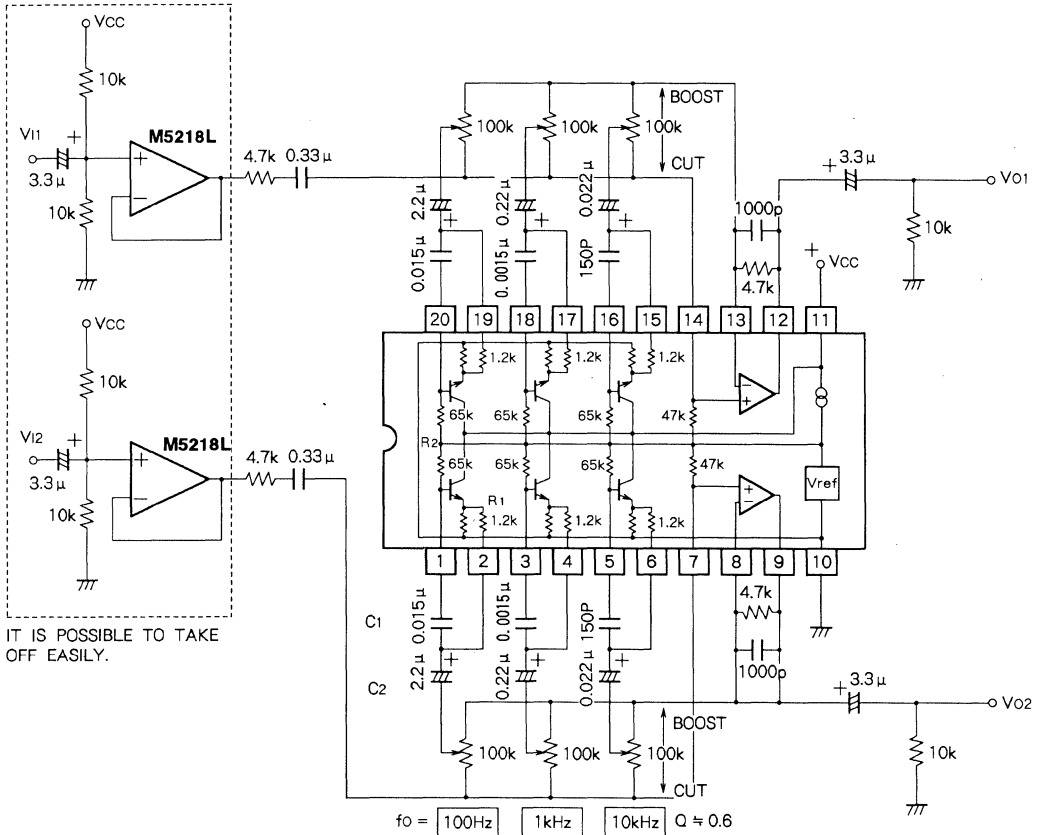 VCC
10k
M5218L
VI1
+
3.3μ
+
−
10k
4.7k 0.33μ
VCC
10k
M5218L
VI2
+
3.3μ
+
−
10k
4.7k 0.33μ
IT IS POSSIBLE TO TAKE
OFF EASILY.
BOOST
100k 100k 100k
CUT
2.2μ + 0.22μ + 0.022μ +
0.015μ 0.0015μ 150P
1000p
4.7k
+ 3.3μ
VO1
10k
+
VCC
20 19 18 17 16 15 14 13 12 11
1.2k 1.2k 1.2k
−
+
65k 65k 65k 47k
R2
65k 65k 65k 47k
R1
+
−
Vref
1.2k 1.2k 1.2k
1 2 3 4 5 6 7 8 9 10
C1 0.015μ 0.0015μ 150P
C2 2.2μ + 0.22μ + 0.022μ +
4.7k
1000p
+ 3.3μ
VO2
10k
BOOST
100k 100k 100k
CUT
fo = 100Hz 1kHz 10kHz Q ≒ 0.6